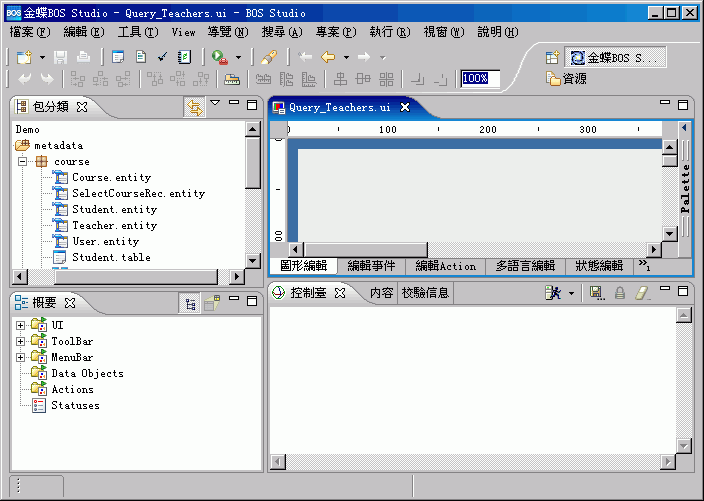 BOS 金蝶BOS Studio - Query_Teachers.ui - BOS Studio
檔案(F) 編輯(E) 工具(T) View 導覽(N) 搜尋(A) 專案(P) 執行(R) 視窗(W) 說明(H)
金蝶BOS S...
100%
資源
包分類
Demo
metadata
course
Course.entity
SelectCourseRec.entity
Student.entity
Teacher.entity
User.entity
Student.table
Query_Teachers.ui
0 100 200 300
0
00
Palette
圖形編輯 編輯事件 編輯Action 多語言編輯 狀態編輯 »1
概要
UI
ToolBar
MenuBar
Data Objects
Actions
Statuses
控制臺 內容 校驗信息